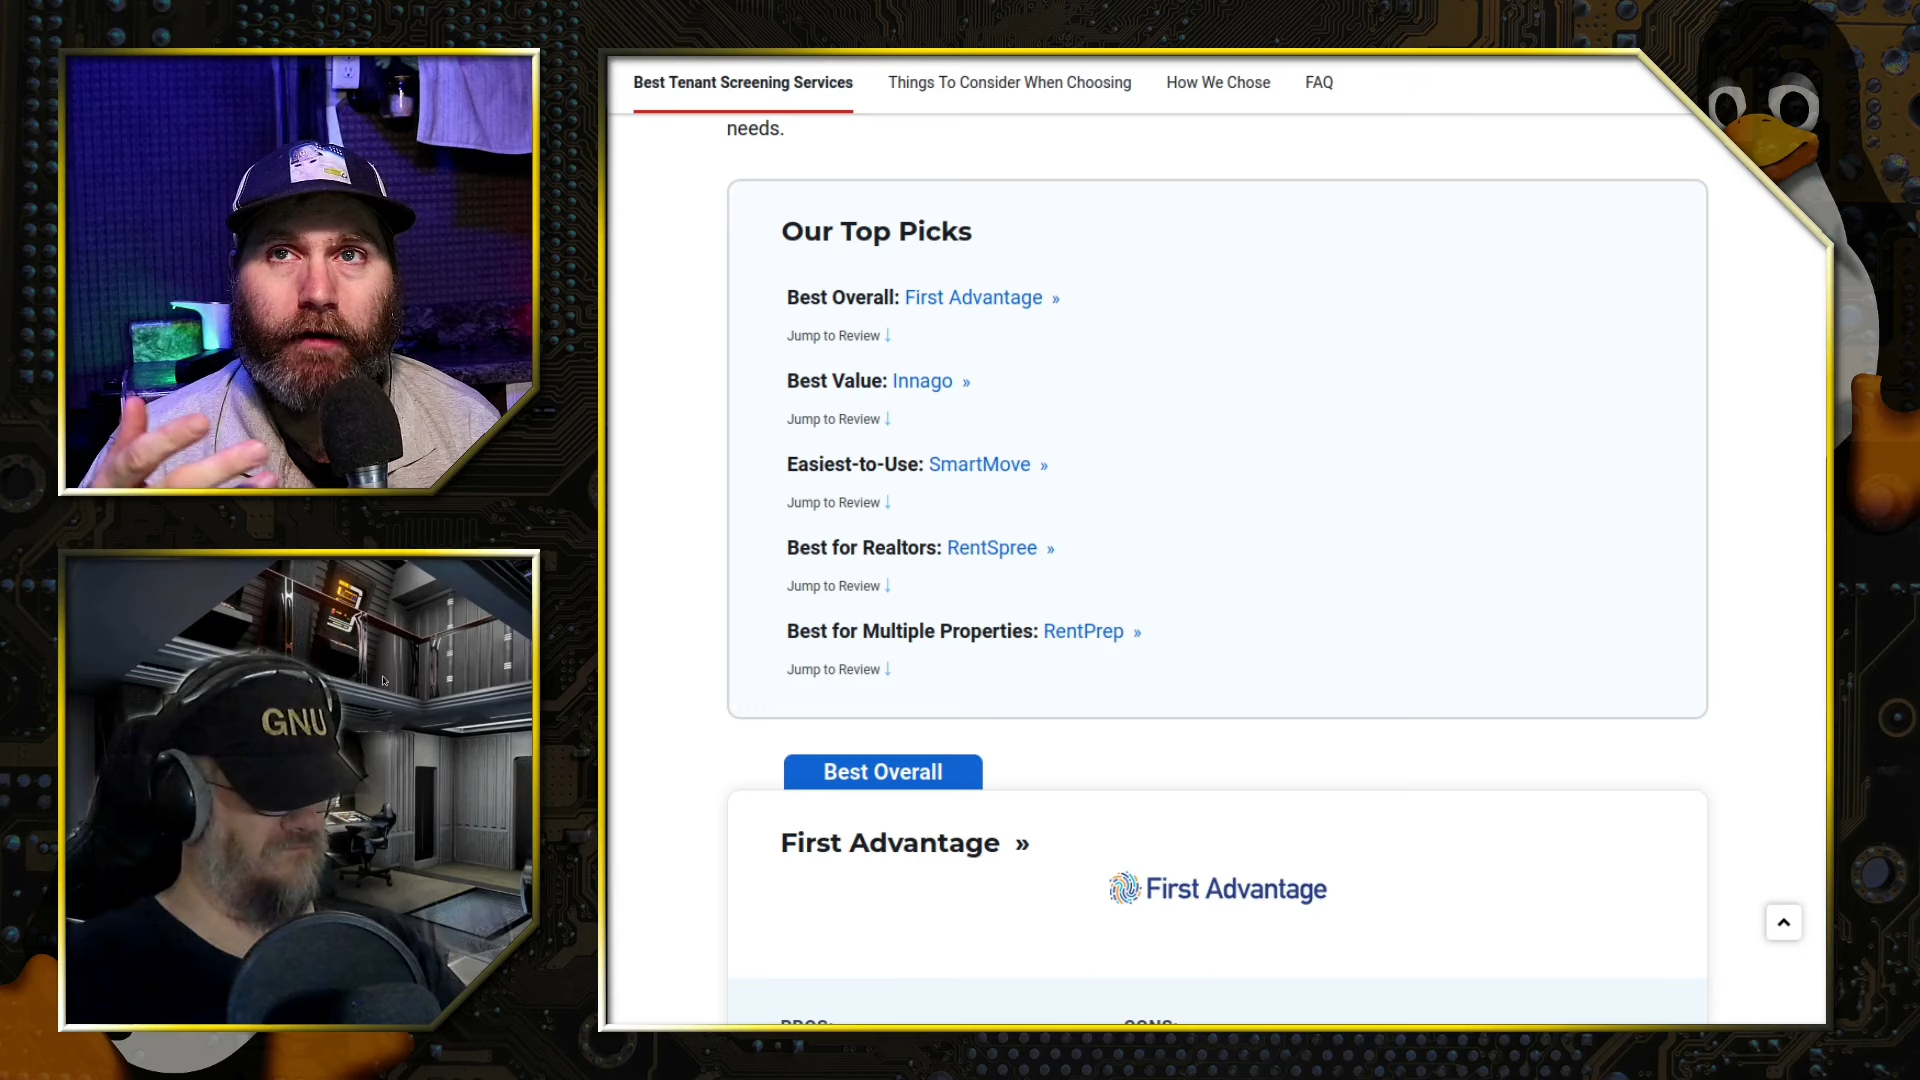 Best Tenant Screening Services Things To Consider When Choosing How We Chose FAQ
needs.
Our Top Picks
Best Overall: First Advantage »
Jump to Review ↓
Best Value: Innago »
Jump to Review ↓
Easiest-to-Use: SmartMove »
Jump to Review ↓
Best for Realtors: RentSpree »
Jump to Review ↓
Best for Multiple Properties: RentPrep »
Jump to Review ↓
Best Overall
First Advantage »
First Advantage
GNU